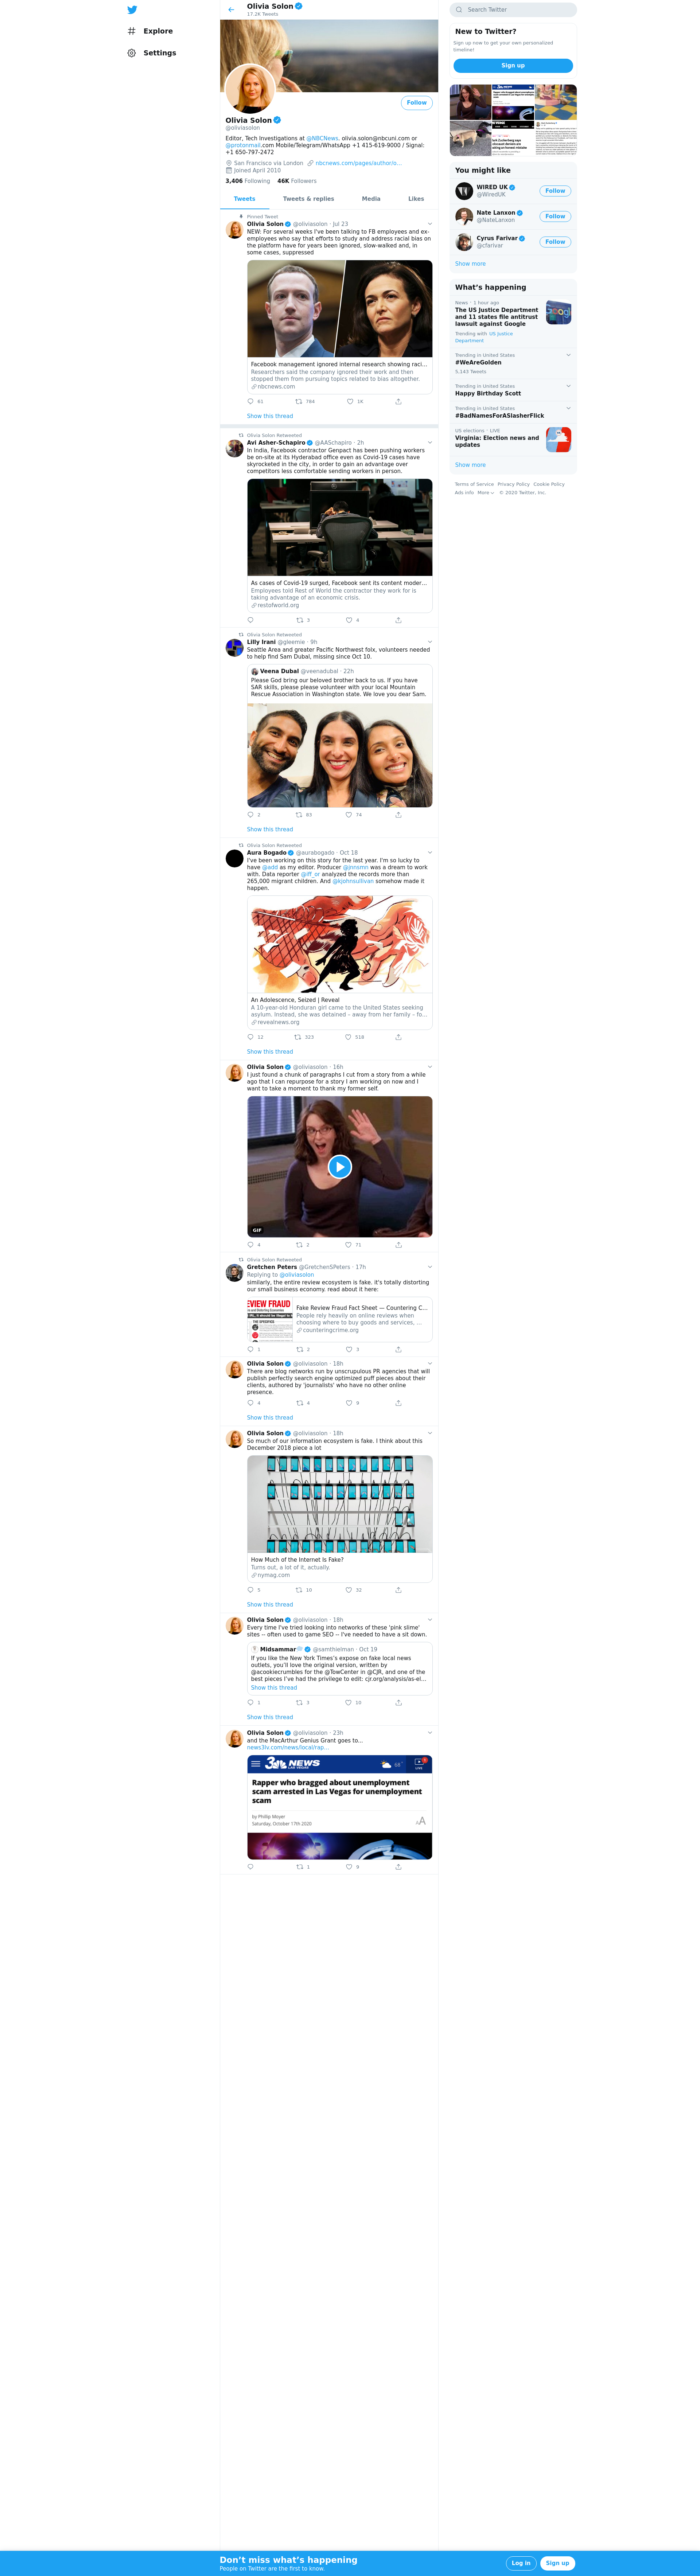 Explore
Settings
Olivia Solon
17.2K Tweets
Follow
Olivia Solon
@oliviasolon
Editor, Tech Investigations at @NBCNews. olivia.solon@nbcuni.com or
@protonmail.com Mobile/Telegram/WhatsApp +1 415-619-9000 / Signal:
+1 650-797-2472
San Francisco via London nbcnews.com/pages/author/o…
Joined April 2010
3,406 Following 46K Followers
Tweets Tweets & replies Media Likes
Pinned Tweet
Olivia Solon @oliviasolon · Jul 23
NEW: For several weeks I've been talking to FB employees and ex-
employees who say that efforts to study and address racial bias on
the platform have for years been ignored, slow-walked and, in
some cases, suppressed
Facebook management ignored internal research showing raci...
Researchers said the company ignored their work and then
stopped them from pursuing topics related to bias altogether.
nbcnews.com
61 784 1K
Show this thread
Olivia Solon Retweeted
Avi Asher-Schapiro @AASchapiro · 2h
In India, Facebook contractor Genpact has been pushing workers
be on-site at its Hyderabad office even as Covid-19 cases have
skyrocketed in the city, in order to gain an advantage over
competitors less comfortable sending workers in person.
As cases of Covid-19 surged, Facebook sent its content moder...
Employees told Rest of World the contractor they work for is
taking advantage of an economic crisis.
restofworld.org
3 4
Olivia Solon Retweeted
Lilly Irani @gleemie · 9h
Seattle Area and greater Pacific Northwest folx, volunteers needed
to help find Sam Dubal, missing since Oct 10.
Veena Dubal @veenadubal · 22h
Please God bring our beloved brother back to us. If you have
SAR skills, please please volunteer with your local Mountain
Rescue Association in Washington state. We love you dear Sam.
2 83 74
Show this thread
Olivia Solon Retweeted
Aura Bogado @aurabogado · Oct 18
I've been working on this story for the last year. I'm so lucky to
have @add as my editor. Producer @jnnsmn was a dream to work
with. Data reporter @iff_or analyzed the records more than
265,000 migrant children. And @kjohnsullivan somehow made it
happen.
An Adolescence, Seized | Reveal
A 10-year-old Honduran girl came to the United States seeking
asylum. Instead, she was detained – away from her family – fo...
revealnews.org
12 323 518
Show this thread
Olivia Solon @oliviasolon · 16h
I just found a chunk of paragraphs I cut from a story from a while
ago that I can repurpose for a story I am working on now and I
want to take a moment to thank my former self.
GIF
4 2 71
Olivia Solon Retweeted
Gretchen Peters @GretchenSPeters · 17h
Replying to @oliviasolon
similarly, the entire review ecosystem is fake. it's totally distorting
our small business economy. read about it here:
EVIEW FRAUD
Fake Review Fraud Fact Sheet — Countering C...
People rely heavily on online reviews when
choosing where to buy goods and services, ...
counteringcrime.org
1 2 3
Olivia Solon @oliviasolon · 18h
There are blog networks run by unscrupulous PR agencies that will
publish perfectly search engine optimized puff pieces about their
clients, authored by 'journalists' who have no other online
presence.
4 4 9
Show this thread
Olivia Solon @oliviasolon · 18h
So much of our information ecosystem is fake. I think about this
December 2018 piece a lot
How Much of the Internet Is Fake?
Turns out, a lot of it, actually.
nymag.com
5 10 32
Show this thread
Olivia Solon @oliviasolon · 18h
Every time I've tried looking into networks of these 'pink slime'
sites -- often used to game SEO -- I've needed to have a sit down.
Midsammar @samthielman · Oct 19
If you like the New York Times's expose on fake local news
outlets, you'll love the original version, written by
@acookiecrumbles for the @TowCenter in @CJR, and one of the
best pieces I've had the privilege to edit: cjr.org/analysis/as-el...
Show this thread
1 3 10
Show this thread
Olivia Solon @oliviasolon · 23h
and the MacArthur Genius Grant goes to...
news3lv.com/news/local/rap…
3 NEWS
LAS VEGAS
68°
LIVE
Rapper who bragged about unemployment
scam arrested in Las Vegas for unemployment
scam
by Phillip Moyer
Saturday, October 17th 2020
AA
1 9
Search Twitter
New to Twitter?
Sign up now to get your own personalized
timeline!
Sign up
You might like
WIRED UK
@WiredUK
Follow
Nate Lanxon
@NateLanxon
Follow
Cyrus Farivar
@cfarivar
Follow
Show more
What's happening
News · 1 hour ago
The US Justice Department
and 11 states file antitrust
lawsuit against Google
Trending with US Justice
Department
Trending in United States
#WeAreGolden
5,143 Tweets
Trending in United States
Happy Birthday Scott
Trending in United States
#BadNamesForASlasherFlick
US elections · LIVE
Virginia: Election news and
updates
Show more
Terms of Service Privacy Policy Cookie Policy
Ads info More © 2020 Twitter, Inc.
Don't miss what's happening
People on Twitter are the first to know.
Log in Sign up